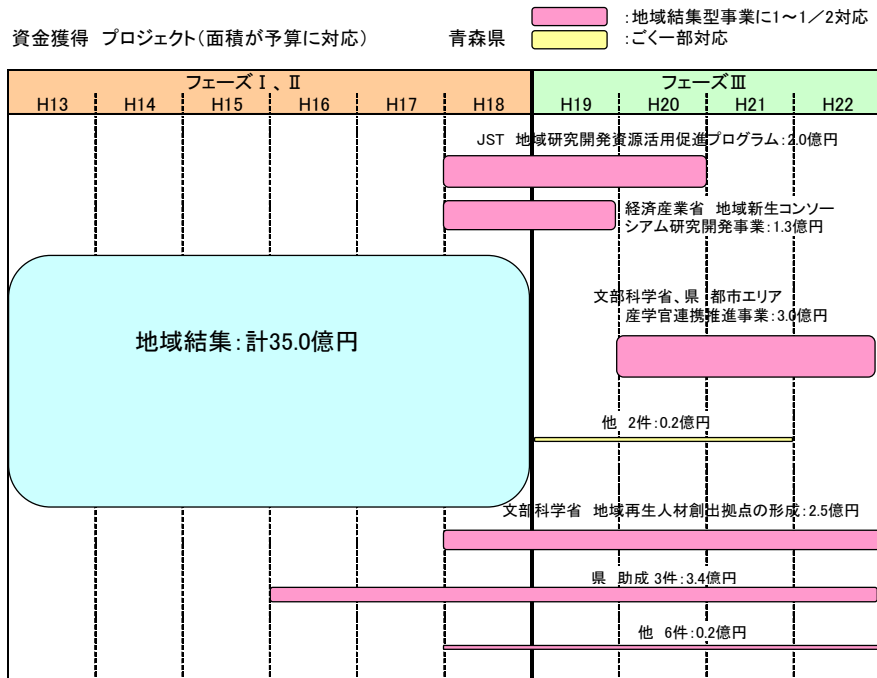 ：地域結集型事業に1～1／2対応
資金獲得 プロジェクト（面積が予算に対応）　青森県
：ごく一部対応
フェーズⅠ、Ⅱ　フェーズⅢ
H13 H14 H15 H16 H17 H18 H19 H20 H21 H22
JST 地域研究開発資源活用促進プログラム：2.0億円
経済産業省 地域新生コンソー
シアム研究開発事業：1.3億円
文部科学省、県 都市エリア
産学官連携推進事業：3.0億円
地域結集：計35.0億円
他 2件：0.2億円
文部科学省 地域再生人材創出拠点の形成：2.5億円
県 助成 3件：3.4億円
他 6件：0.2億円